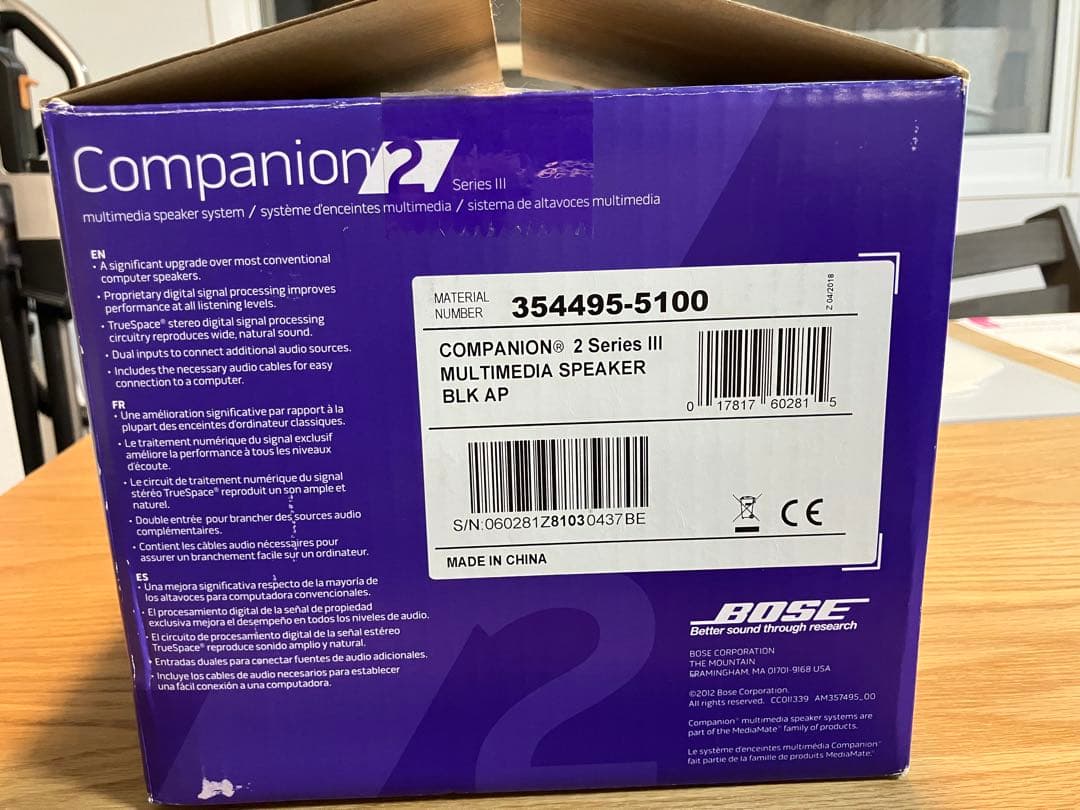 Companion® 2 Series III
multimedia speaker system / système d'enceintes multimedia / sistema de altavoces multimedia
EN
• A significant upgrade over most conventional
computer speakers.
• Proprietary digital signal processing improves
performance at all listening levels.
• TrueSpace® stereo digital signal processing
circuitry reproduces wide, natural sound.
• Dual inputs to connect additional audio sources.
• Includes the necessary audio cables for easy
connection to a computer.
FR
• Une amélioration significative par rapport à la
plupart des enceintes d'ordinateur classiques.
• Le traitement numérique du signal exclusif
améliore la performance à tous les niveaux
d'écoute.
• Le circuit de traitement numérique du signal
stéréo TrueSpace® reproduit un son ample et
naturel.
• Double entrée pour brancher des sources audio
complémentaires.
• Contient les câbles audio nécessaires pour
assurer un branchement facile sur un ordinateur.
ES
• Una mejora significativa respecto de la mayoría de
los altavoces para computadora convencionales.
• El procesamiento digital de la señal de propiedad
exclusiva mejora el desempeño en todos los niveles de audio.
• El circuito de procesamiento digital de la señal estéreo
TrueSpace® reproduce sonido amplio y natural.
• Entradas duales para conectar fuentes de audio adicionales.
• Incluye los cables de audio necesarios para establecer
una fácil conexión a una computadora.
MATERIAL
NUMBER 354495-5100
Z 04/2018
COMPANION® 2 Series III
MULTIMEDIA SPEAKER
BLK AP
0 17817 60281 5
S/N:060281Z81030437BE
CE
MADE IN CHINA
2
BOSE
Better sound through research
BOSE CORPORATION
THE MOUNTAIN
FRAMINGHAM, MA 01701-9168 USA
©2012 Bose Corporation.
All rights reserved. CC011339 AM357495_00
Companion® multimedia speaker systems are
part of the MediaMate™ family of products.
Le système d'enceintes multimédia Companion®
fait partie de la famille de produits MediaMate.™